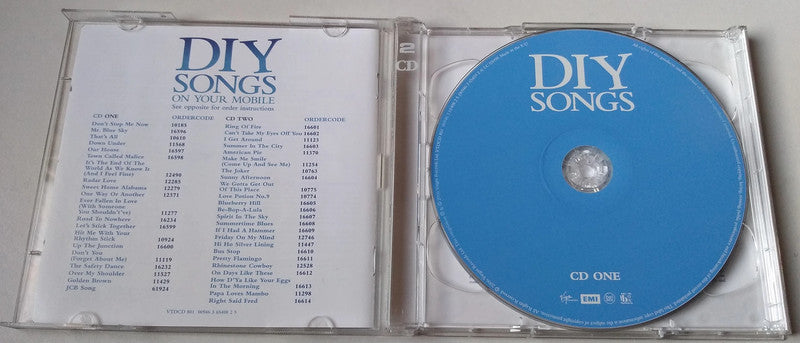 DIY
SONGS
ON YOUR MOBILE
See opposite for order instructions
CD ONE ORDERCODE
Don't Stop Me Now 10185
Mr. Blue Sky 16596
That's All 10610
Down Under 11568
Our House 16597
Town Called Malice 16598
It's The End Of The
World As We Know It
(And I Feel Fine) 12490
Radar Love 12285
Sweet Home Alabama 12279
One Way Or Another 12371
Ever Fallen In Love
(With Someone
You Shouldn't've) 11277
Road To Nowhere 16234
Let's Stick Together 16599
Hit Me With Your
Rhythm Stick 10924
Up The Junction 16600
Don't You
(Forget About Me) 11119
The Safety Dance 16232
Over My Shoulder 11527
Golden Brown 11429
JCB Song 61924
CD TWO ORDERCODE
Ring Of Fire 16601
Can't Take My Eyes Off You 16602
I Get Around 11123
Summer In The City 16603
American Pie 11370
Make Me Smile
(Come Up And See Me) 11254
The Joker 10763
Sunny Afternoon 16604
We Gotta Get Out
Of This Place 10775
Love Potion No.9 10774
Blueberry Hill 16605
Be-Bop-A-Lula 16606
Spirit In The Sky 16607
Summertime Blues 16608
If I Had A Hammer 16609
Friday On My Mind 12746
Hi Ho Silver Lining 11447
Bus Stop 16610
Pretty Flamingo 16611
Rhinestone Cowboy 12528
On Days Like These 16612
How D'Ya Like Your Eggs
In The Morning 16613
Papa Loves Mambo 11298
Right Said Fred 16614
VTDCD 801
2
CD
DIY
SONGS
CD ONE
EMI